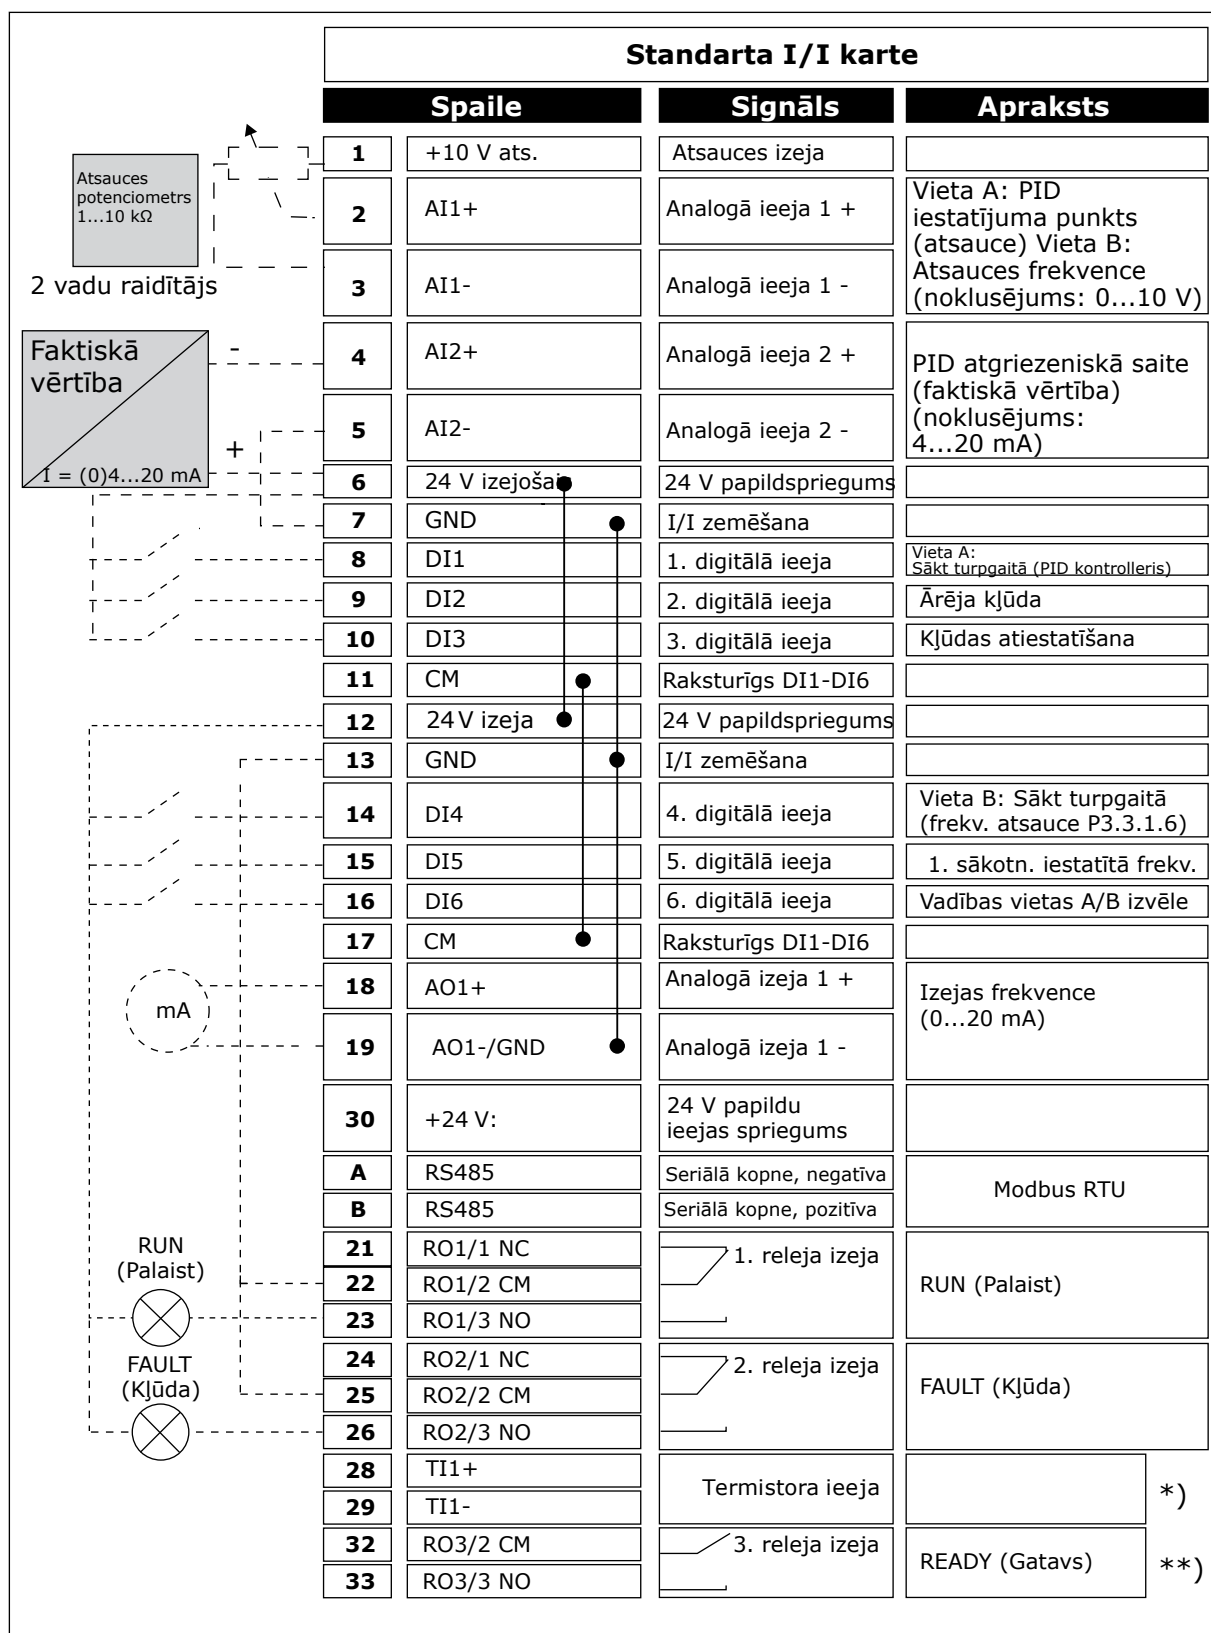 Standarta I/I karte
Spaile Signāls Apraksts
Atsauces
potenciometrs
1...10 kΩ
2 vadu raidītājs
Faktiskā
vērtība
-
+
I = (0)4...20 mA
1 +10 V ats. Atsauces izeja
2 AI1+ Analogā ieeja 1 +
3 AI1- Analogā ieeja 1 -
Vieta A: PID
iestatījuma punkts
(atsauce) Vieta B:
Atsauces frekvence
(noklusējums: 0...10 V)
4 AI2+ Analogā ieeja 2 +
5 AI2- Analogā ieeja 2 -
PID atgriezeniskā saite
(faktiskā vērtība)
(noklusējums:
4...20 mA)
6 24 V izejošais 24 V papildspriegums
7 GND I/I zemēšana
8 DI1 1. digitālā ieeja
Vieta A:
Sākt turpgaitā (PID kontrolleris)
9 DI2 2. digitālā ieeja Ārēja kļūda
10 DI3 3. digitālā ieeja Kļūdas atiestatīšana
11 CM Raksturīgs DI1-DI6
12 24 V izeja 24 V papildspriegums
13 GND I/I zemēšana
14 DI4 4. digitālā ieeja
Vieta B: Sākt turpgaitā
(frekv. atsauce P3.3.1.6)
15 DI5 5. digitālā ieeja 1. sākotn. iestatītā frekv.
16 DI6 6. digitālā ieeja Vadības vietas A/B izvēle
17 CM Raksturīgs DI1-DI6
18 AO1+ Analogā izeja 1 +
mA
19 AO1-/GND Analogā izeja 1 -
Izejas frekvence
(0...20 mA)
30 +24 V:
24 V papildu
ieejas spriegums
A RS485 Seriālā kopne, negatīva
B RS485 Seriālā kopne, pozitīva
Modbus RTU
RUN
(Palaist)
21 RO1/1 NC 1. releja izeja
22 RO1/2 CM RUN (Palaist)
23 RO1/3 NO
FAULT
(Kļūda)
24 RO2/1 NC 2. releja izeja
25 RO2/2 CM FAULT (Kļūda)
26 RO2/3 NO
28 TI1+
Termistora ieeja *)
29 TI1-
32 RO3/2 CM 3. releja izeja
READY (Gatavs) **)
33 RO3/3 NO